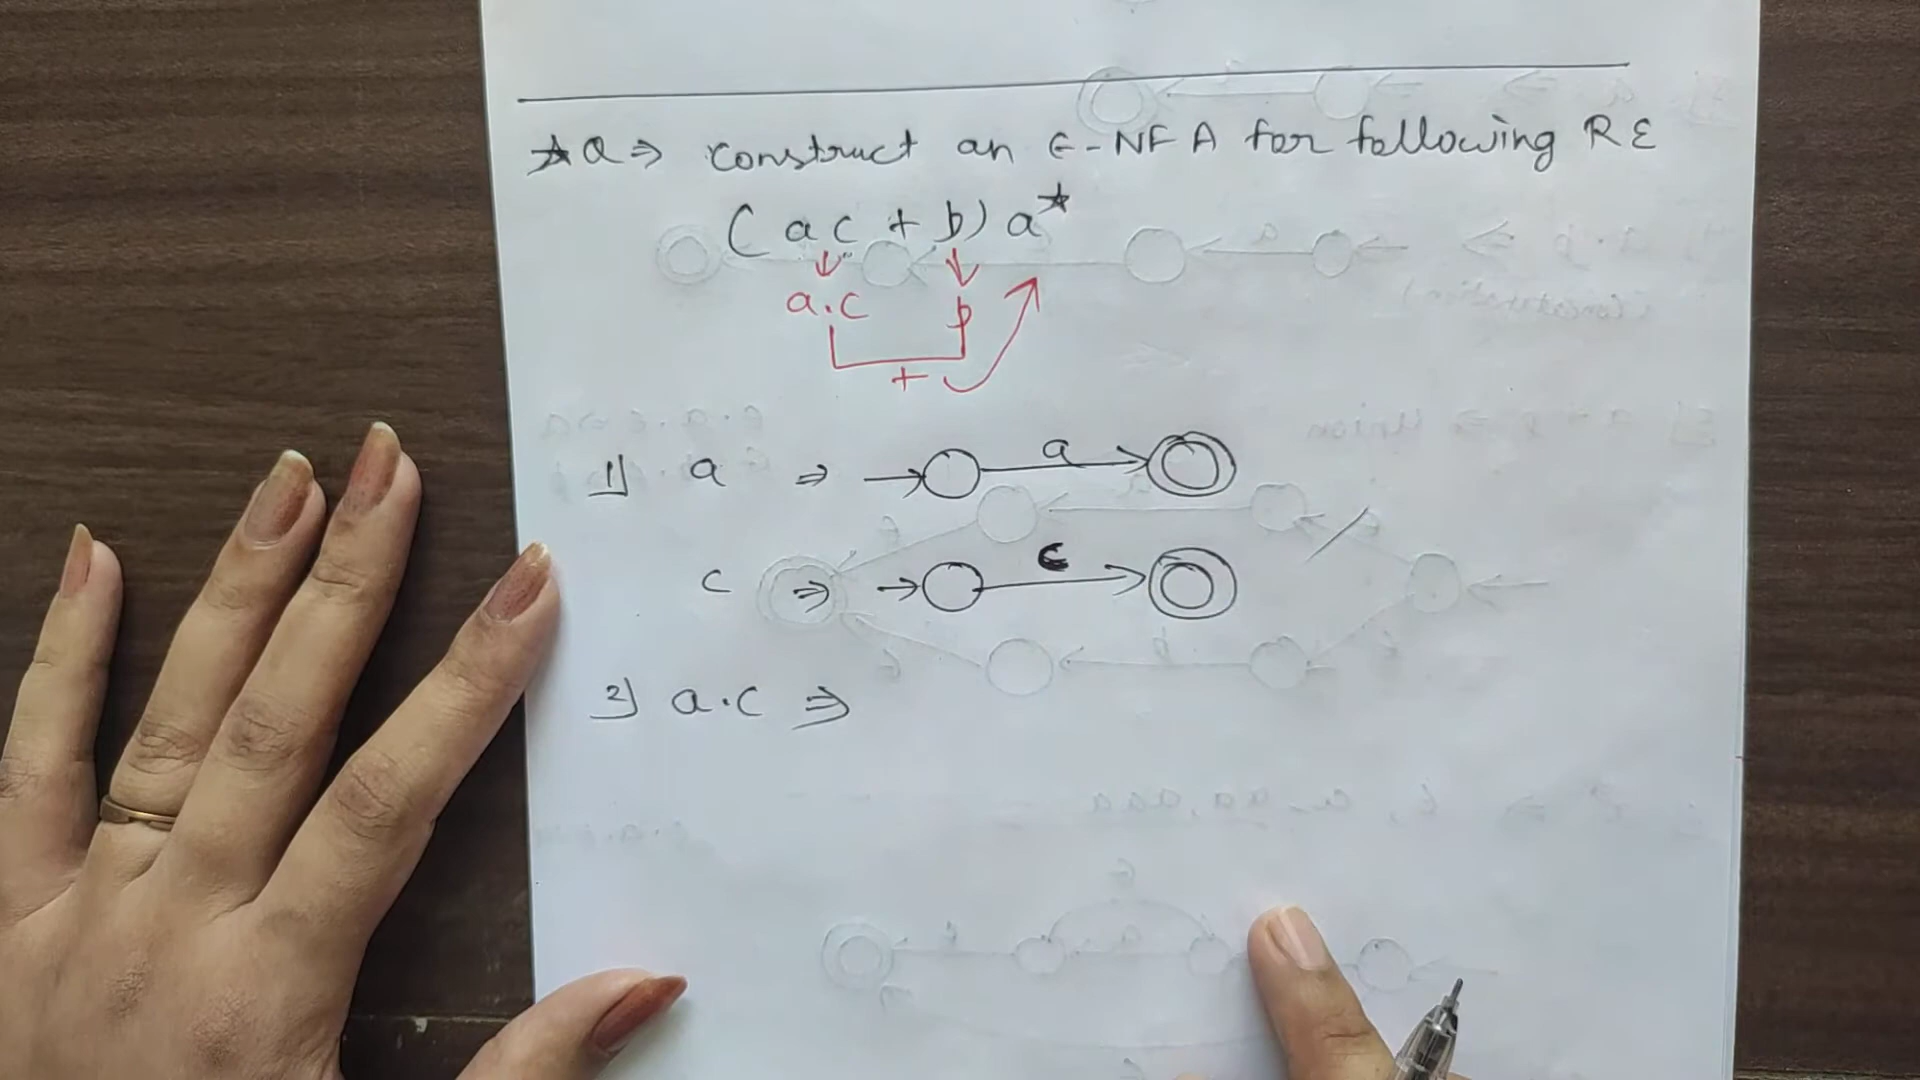 ★ Q ⇒ construct an ε-NFA for following RE
(ac + b) a*
a.c b
+
1) a ⇒ a
c ⇒ c
2) a.c ⇒